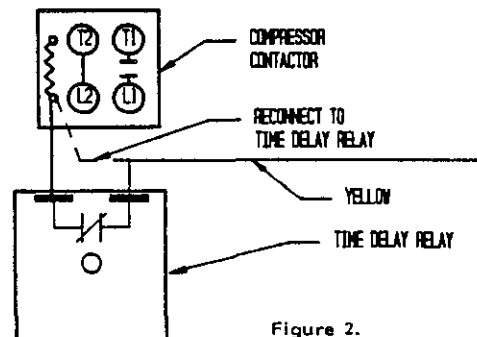 T2 T1
COMPRESSOR
CONTACTOR
L2 L1
RECONNECT TO
TIME DELAY RELAY
YELLOW
TIME DELAY RELAY
Figure 2.